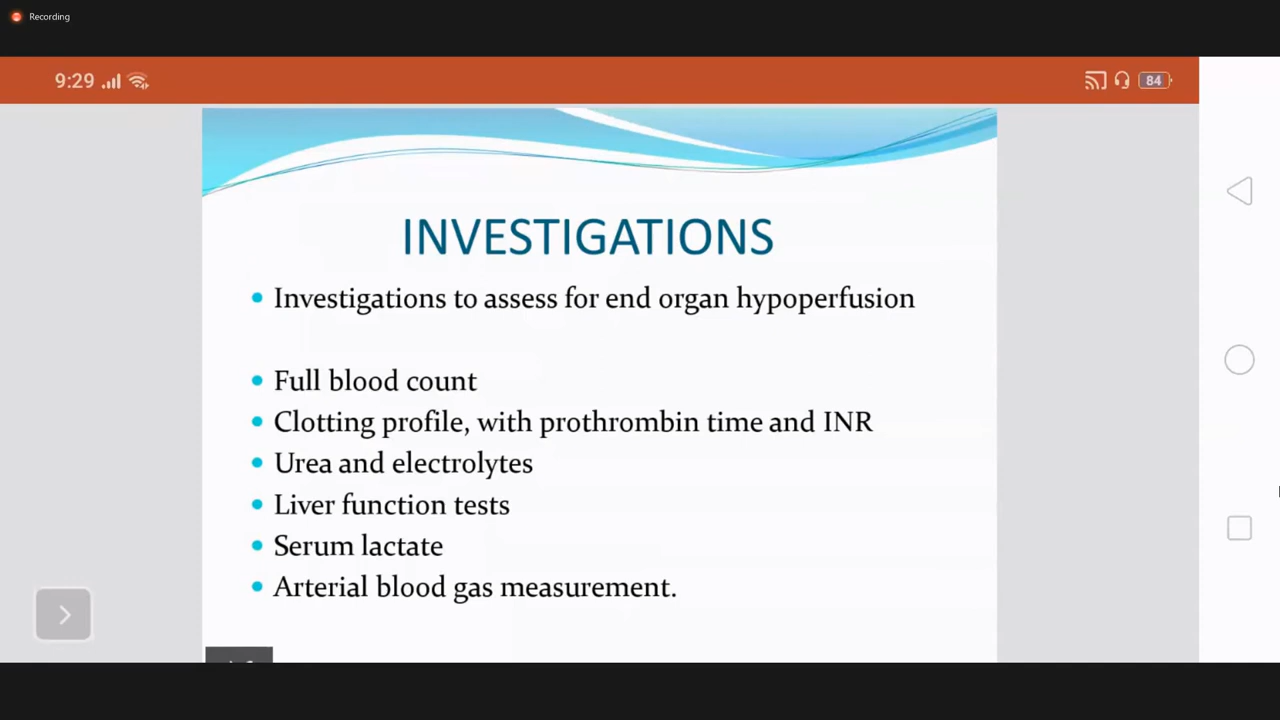 Recording
9:29
84
INVESTIGATIONS
• Investigations to assess for end organ hypoperfusion
• Full blood count
• Clotting profile, with prothrombin time and INR
• Urea and electrolytes
• Liver function tests
• Serum lactate
• Arterial blood gas measurement.